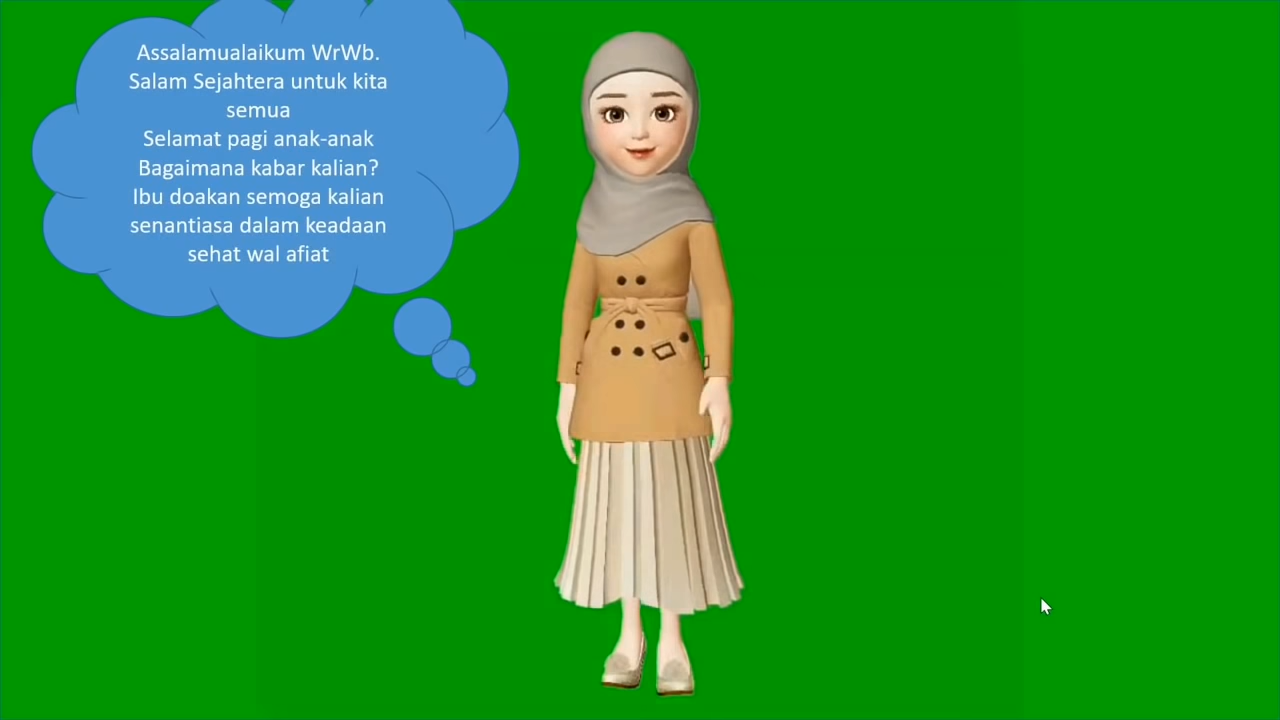 Assalamualaikum WrWb.
Salam Sejahtera untuk kita
semua
Selamat pagi anak-anak
Bagaimana kabar kalian?
Ibu doakan semoga kalian
senantiasa dalam keadaan
sehat wal afiat